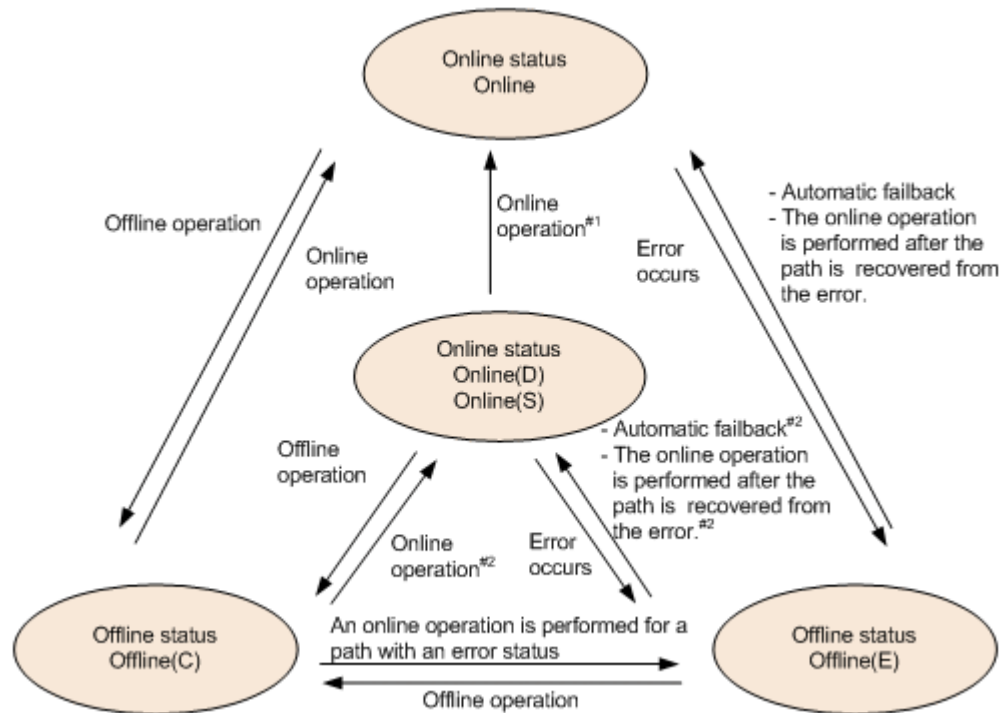 Online status
Online
Offline operation
Online
operation
Online
operation#1
Error
occurs
- Automatic failback
- The online operation
is performed after the
path is recovered from
the error.
Online status
Online(D)
Online(S)
Offline
operation
Online
operation#2
Error
occurs
- Automatic failback#2
- The online operation
is performed after the
path is recovered from
the error.#2
Offline status
Offline(C)
An online operation is performed for a
path with an error status
Offline operation
Offline status
Offline(E)